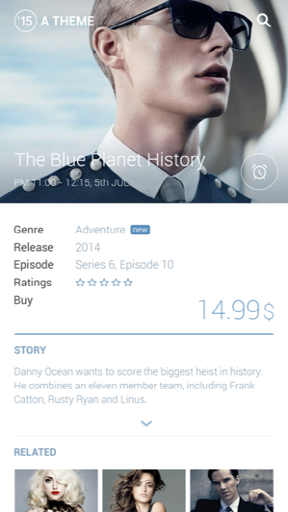 '15 A THEME
The Blue Planet History
PM 11:00 - 12:15, 5th JUL
Genre Adventure new
Release 2014
Episode Series 6, Episode 10
Ratings
Buy 14.99$
STORY
Danny Ocean wants to score the biggest heist in history.
He combines an eleven member team, including Frank
Catton, Rusty Ryan and Linus.
RELATED